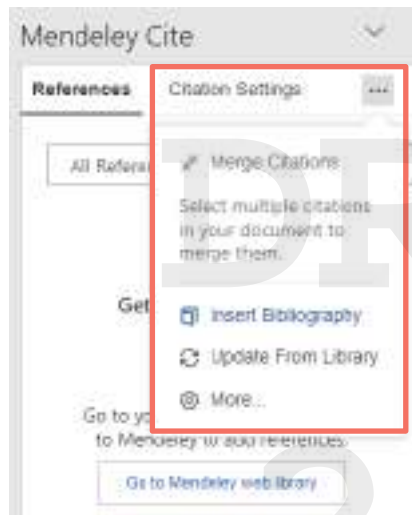 Mendeley Cite
References Citation Settings ...
All Refere
Merge Citations
Select multiple citations
in your document to
merge them.
Get
Insert Bibliography
Update From Library
More...
Go to yo
to Mendeley to add references.
Go to Mendeley web library